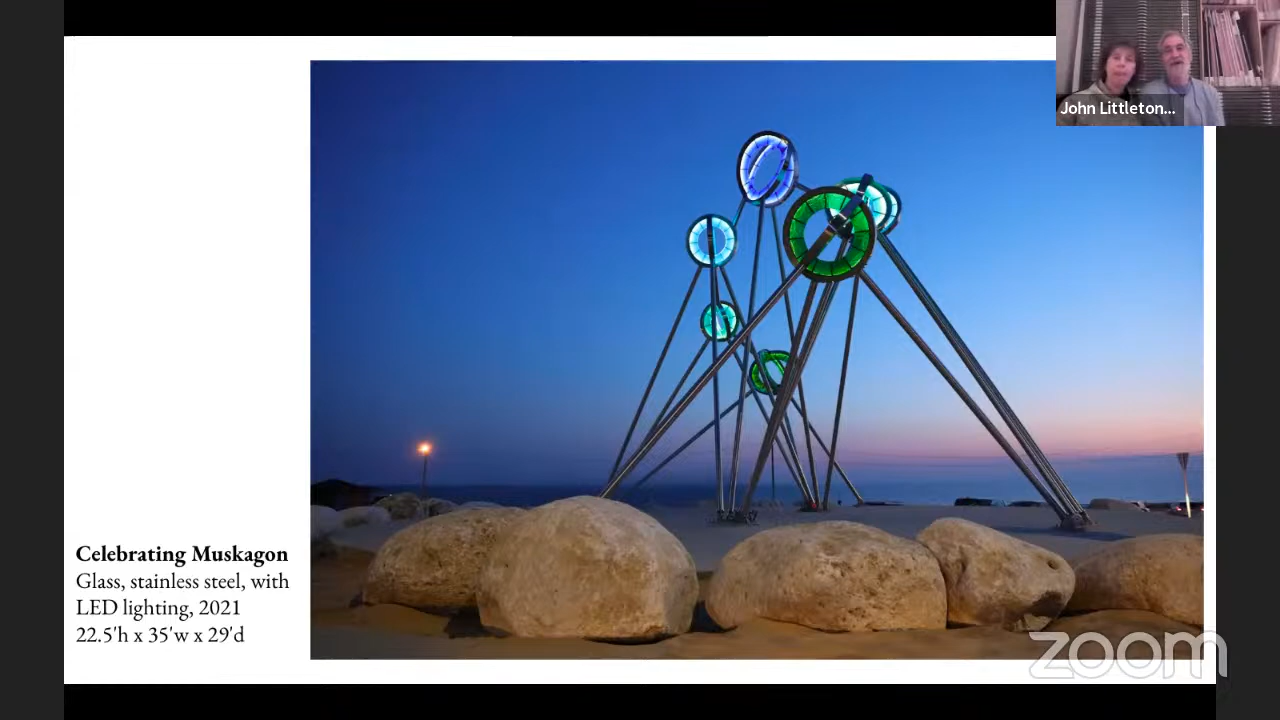 John Littleton...
Celebrating Muskagon
Glass, stainless steel, with
LED lighting, 2021
22.5'h x 35'w x 29'd
zoom